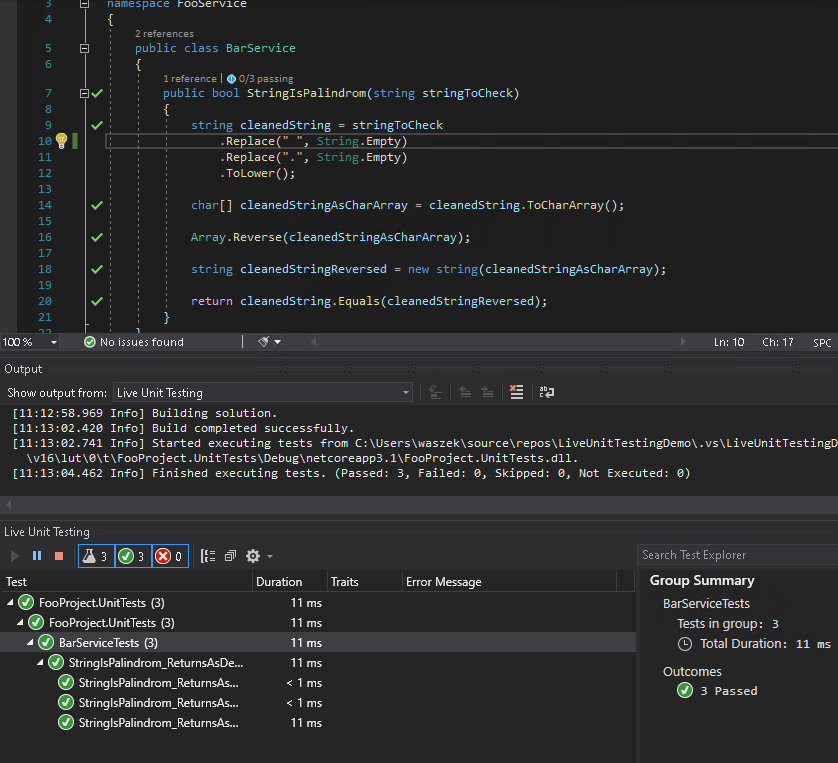 3 namespace FooService
4 {
2 references
5 public class BarService
6 {
1 reference | 0/3 passing
7 public bool StringIsPalindrom(string stringToCheck)
8 {
9 string cleanedString = stringToCheck
10 .Replace(" ", String.Empty)
11 .Replace(".", String.Empty)
12 .ToLower();
13
14 char[] cleanedStringAsCharArray = cleanedString.ToCharArray();
15
16 Array.Reverse(cleanedStringAsCharArray);
17
18 string cleanedStringReversed = new string(cleanedStringAsCharArray);
19
20 return cleanedString.Equals(cleanedStringReversed);
21 }
22 }
100 % No issues found Ln: 10 Ch: 17 SPC
Output
Show output from: Live Unit Testing
[11:12:58.969 Info] Building solution.
[11:13:02.420 Info] Build completed successfully.
[11:13:02.741 Info] Started executing tests from C:\Users\waszek\source\repos\LiveUnitTestingDemo\.vs\LiveUnitTestingD
\v16\lut\0\t\FooProject.UnitTests\Debug\netcoreapp3.1\FooProject.UnitTests.dll.
[11:13:04.462 Info] Finished executing tests. (Passed: 3, Failed: 0, Skipped: 0, Not Executed: 0)
Live Unit Testing
3 3 0
Search Test Explorer
Test Duration Traits Error Message
FooProject.UnitTests (3) 11 ms
FooProject.UnitTests (3) 11 ms
BarServiceTests (3) 11 ms
StringIsPalindrom_ReturnsAsDe... 11 ms
StringIsPalindrom_ReturnsAs... < 1 ms
StringIsPalindrom_ReturnsAs... < 1 ms
StringIsPalindrom_ReturnsAs... 11 ms
Group Summary
BarServiceTests
Tests in group: 3
Total Duration: 11 ms
Outcomes
3 Passed